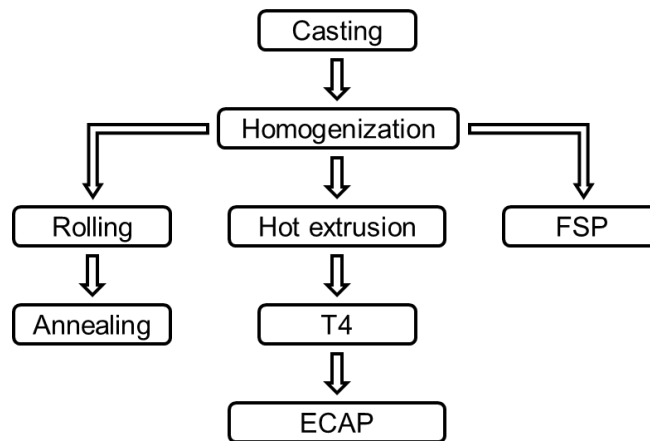 Casting
Homogenization
Rolling
Hot extrusion
FSP
Annealing
T4
ECAP